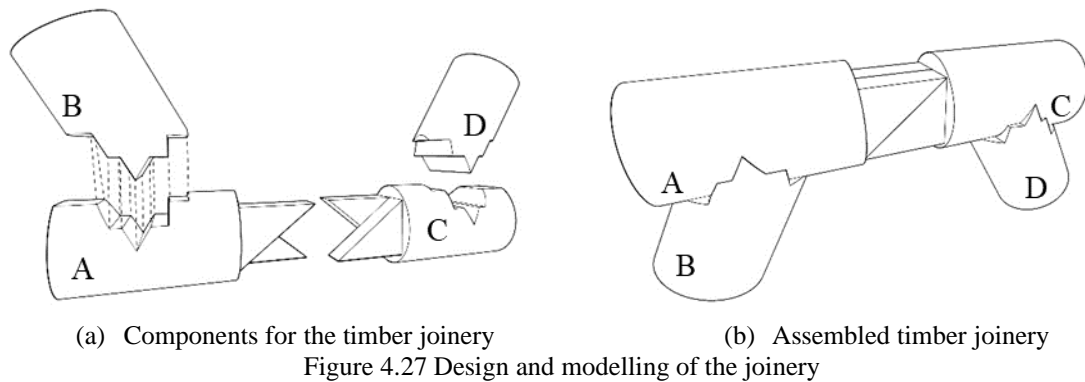 B
D
A
C
A
C
B
D
(a) Components for the timber joinery
(b) Assembled timber joinery
Figure 4.27 Design and modelling of the joinery